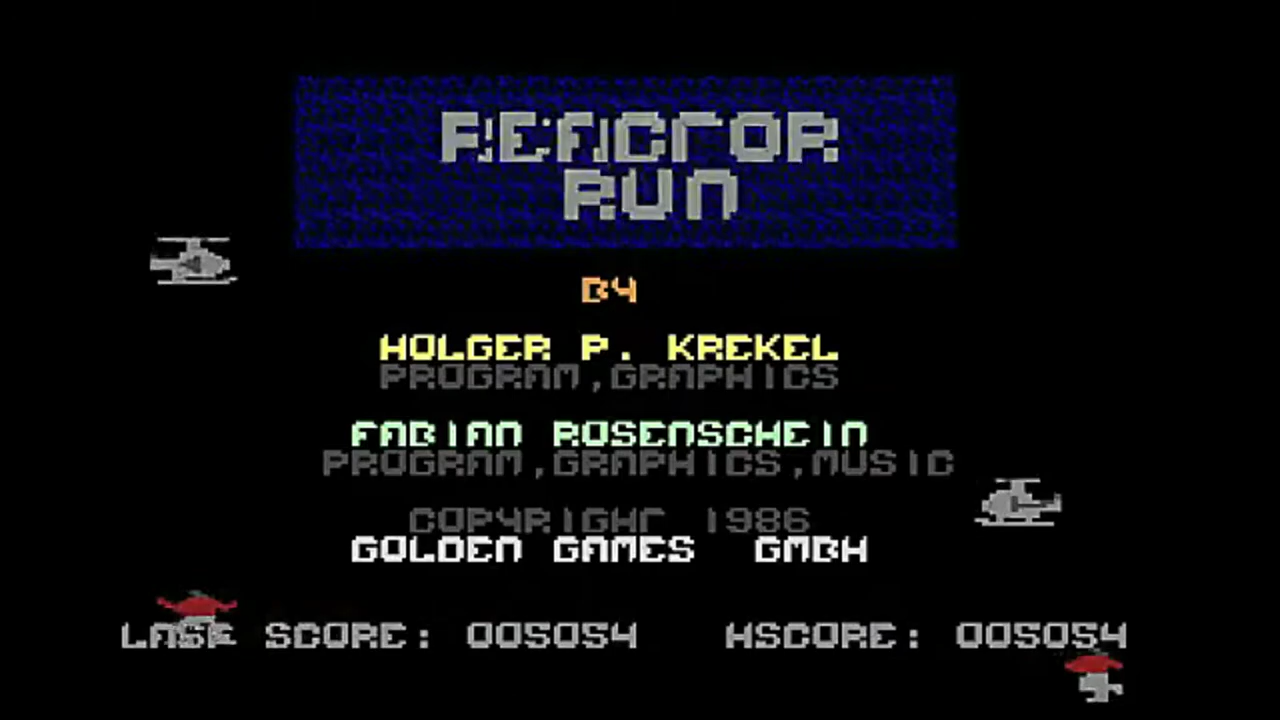 REACTOR
RUN
BY
HOLGER P. KREKEL
PROGRAM,GRAPHICS
FABIAN ROSENSCHEIN
PROGRAM,GRAPHICS,MUSIC
COPYRIGHT 1986
GOLDEN GAMES GMBH
LAST SCORE: 005054 HSCORE: 005054